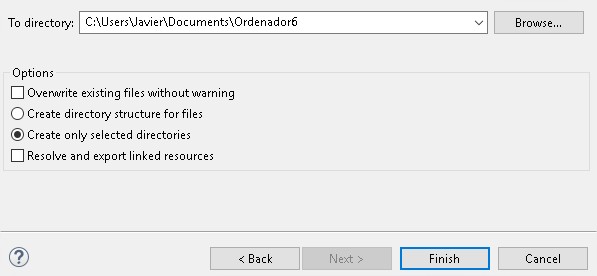 To directory: C:\Users\Javier\Documents\Ordenador6 Browse...
Options
Overwrite existing files without warning
Create directory structure for files
Create only selected directories
Resolve and export linked resources
? < Back Next > Finish Cancel